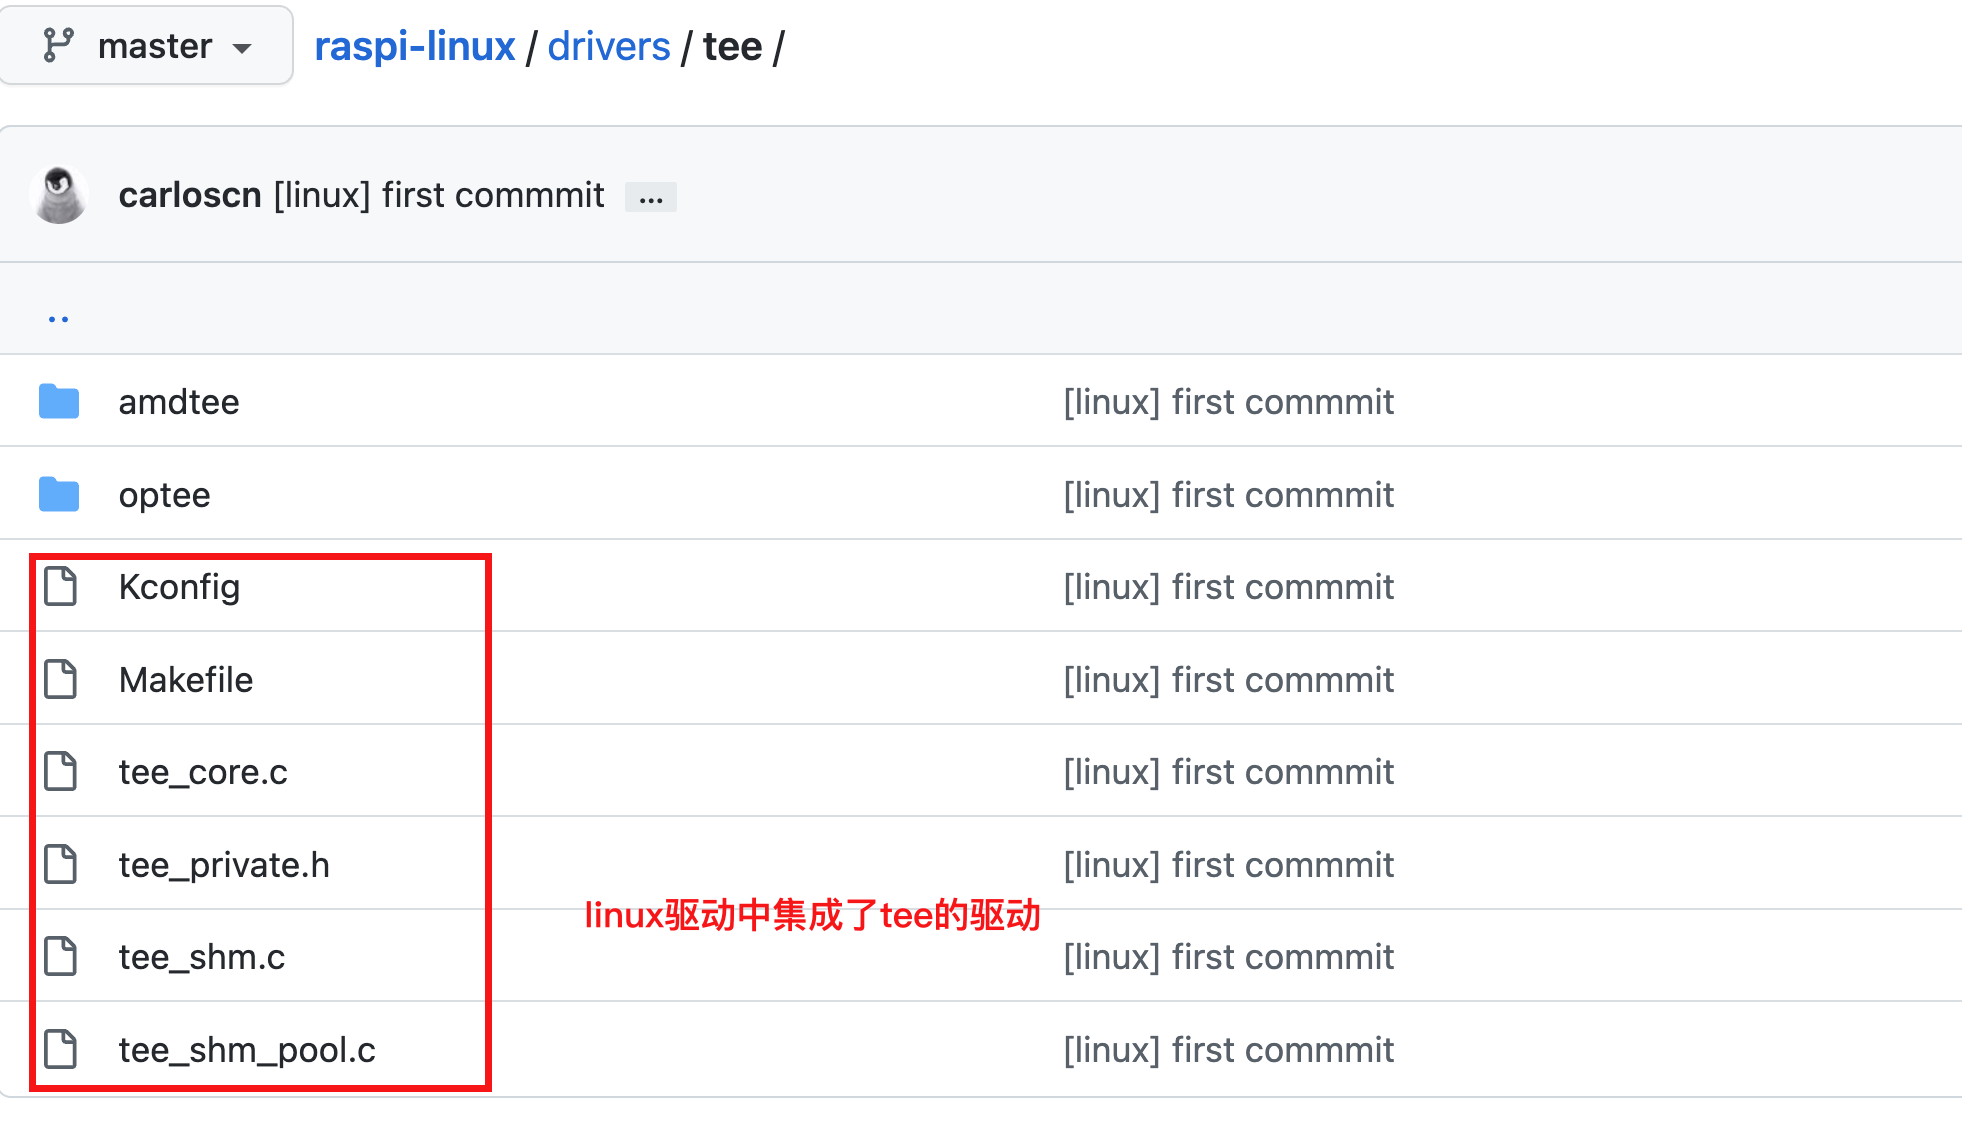 master
raspi-linux / drivers / tee /
carloscn [linux] first commmit ...
..
amdtee [linux] first commmit
optee [linux] first commmit
Kconfig [linux] first commmit
Makefile [linux] first commmit
tee_core.c [linux] first commmit
tee_private.h [linux] first commmit
linux驱动中集成了tee的驱动
tee_shm.c [linux] first commmit
tee_shm_pool.c [linux] first commmit